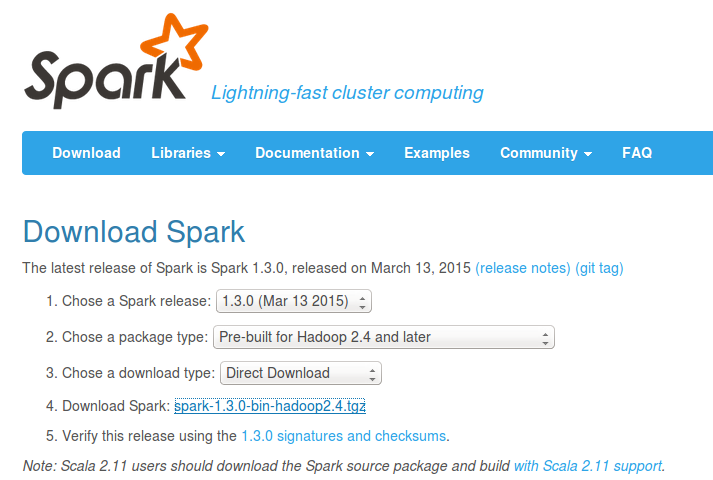 Spark
Lightning-fast cluster computing
Download Libraries Documentation Examples Community FAQ
Download Spark
The latest release of Spark is Spark 1.3.0, released on March 13, 2015 (release notes) (git tag)
1. Chose a Spark release: 1.3.0 (Mar 13 2015)
2. Chose a package type: Pre-built for Hadoop 2.4 and later
3. Chose a download type: Direct Download
4. Download Spark: spark-1.3.0-bin-hadoop2.4.tgz
5. Verify this release using the 1.3.0 signatures and checksums.
Note: Scala 2.11 users should download the Spark source package and build with Scala 2.11 support.